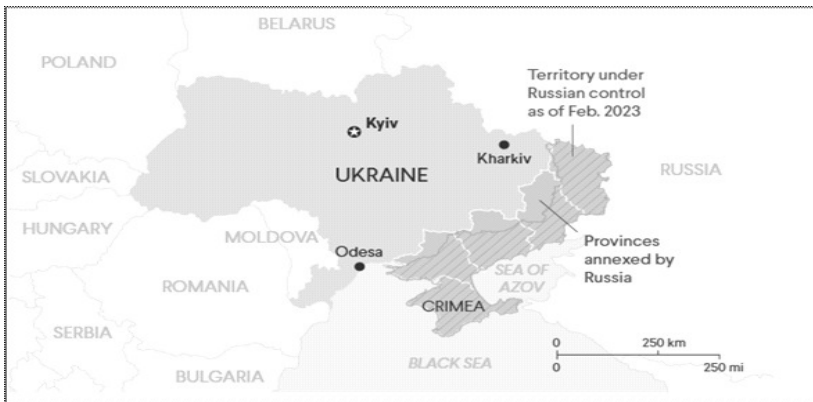 BELARUS
POLAND
Territory under
Russian control
as of Feb. 2023
Kyiv
Kharkiv
UKRAINE
RUSSIA
SLOVAKIA
HUNGARY
MOLDOVA
Odesa
Provinces
annexed by
Russia
SEA OF
AZOV
ROMANIA
CRIMEA
SERBIA
BULGARIA
BLACK SEA
0 250 km
0 250 mi